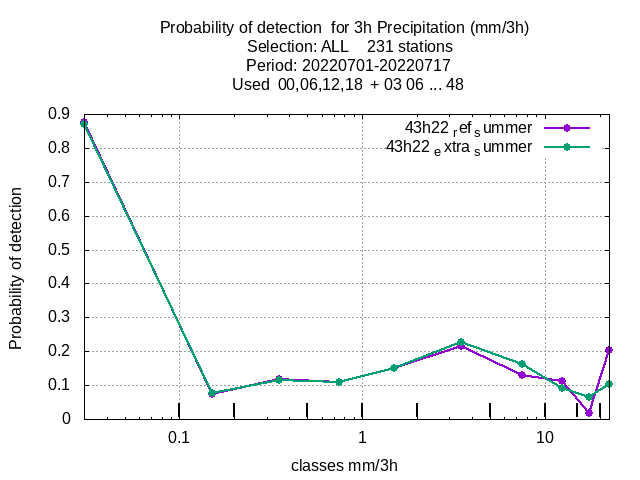 Probability of detection  for 3h Precipitation (mm/3h)
Selection: ALL    231 stations
Period: 20220701-20220717
Used  00,06,12,18  + 03 06 ... 48
43h22 ref summer
43h22 extra summer
Probability of detection
0.9
0.8
0.7
0.6
0.5
0.4
0.3
0.2
0.1
0
0.1 1 10
classes mm/3h